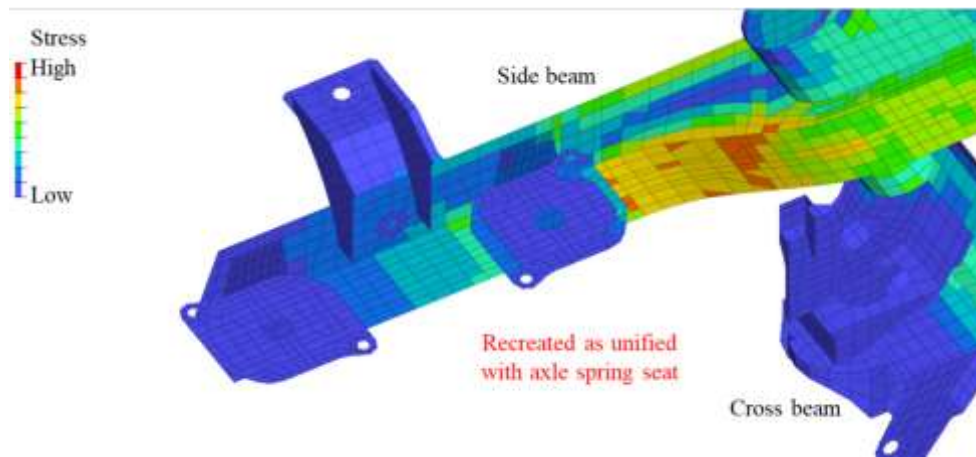 Stress
High
Low
Side beam
Recreated as unified
with axle spring seat
Cross beam